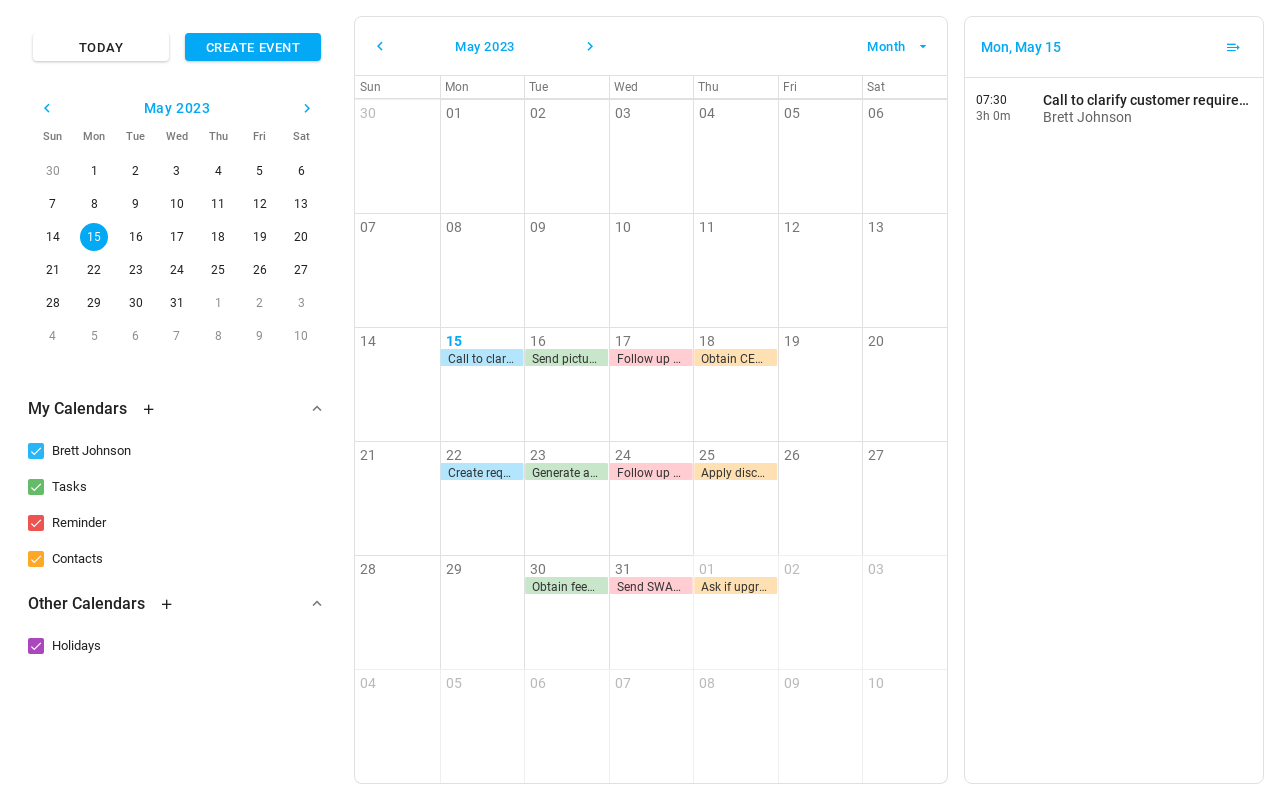 TODAY
CREATE EVENT
May 2023
Sun Mon Tue Wed Thu Fri Sat
30 1 2 3 4 5 6
7 8 9 10 11 12 13
14 15 16 17 18 19 20
21 22 23 24 25 26 27
28 29 30 31 1 2 3
4 5 6 7 8 9 10
My Calendars
Brett Johnson
Tasks
Reminder
Contacts
Other Calendars
Holidays
May 2023
Month
Sun Mon Tue Wed Thu Fri Sat
30 01 02 03 04 05 06
07 08 09 10 11 12 13
14 15 16 17 18 19 20
Call to clar... Send pictu... Follow up ... Obtain CE...
21 22 23 24 25 26 27
Create req... Generate a... Follow up ... Apply disc...
28 29 30 31 01 02 03
Obtain fee... Send SWA... Ask if upgr...
04 05 06 07 08 09 10
Mon, May 15
07:30 Call to clarify customer require...
3h 0m Brett Johnson